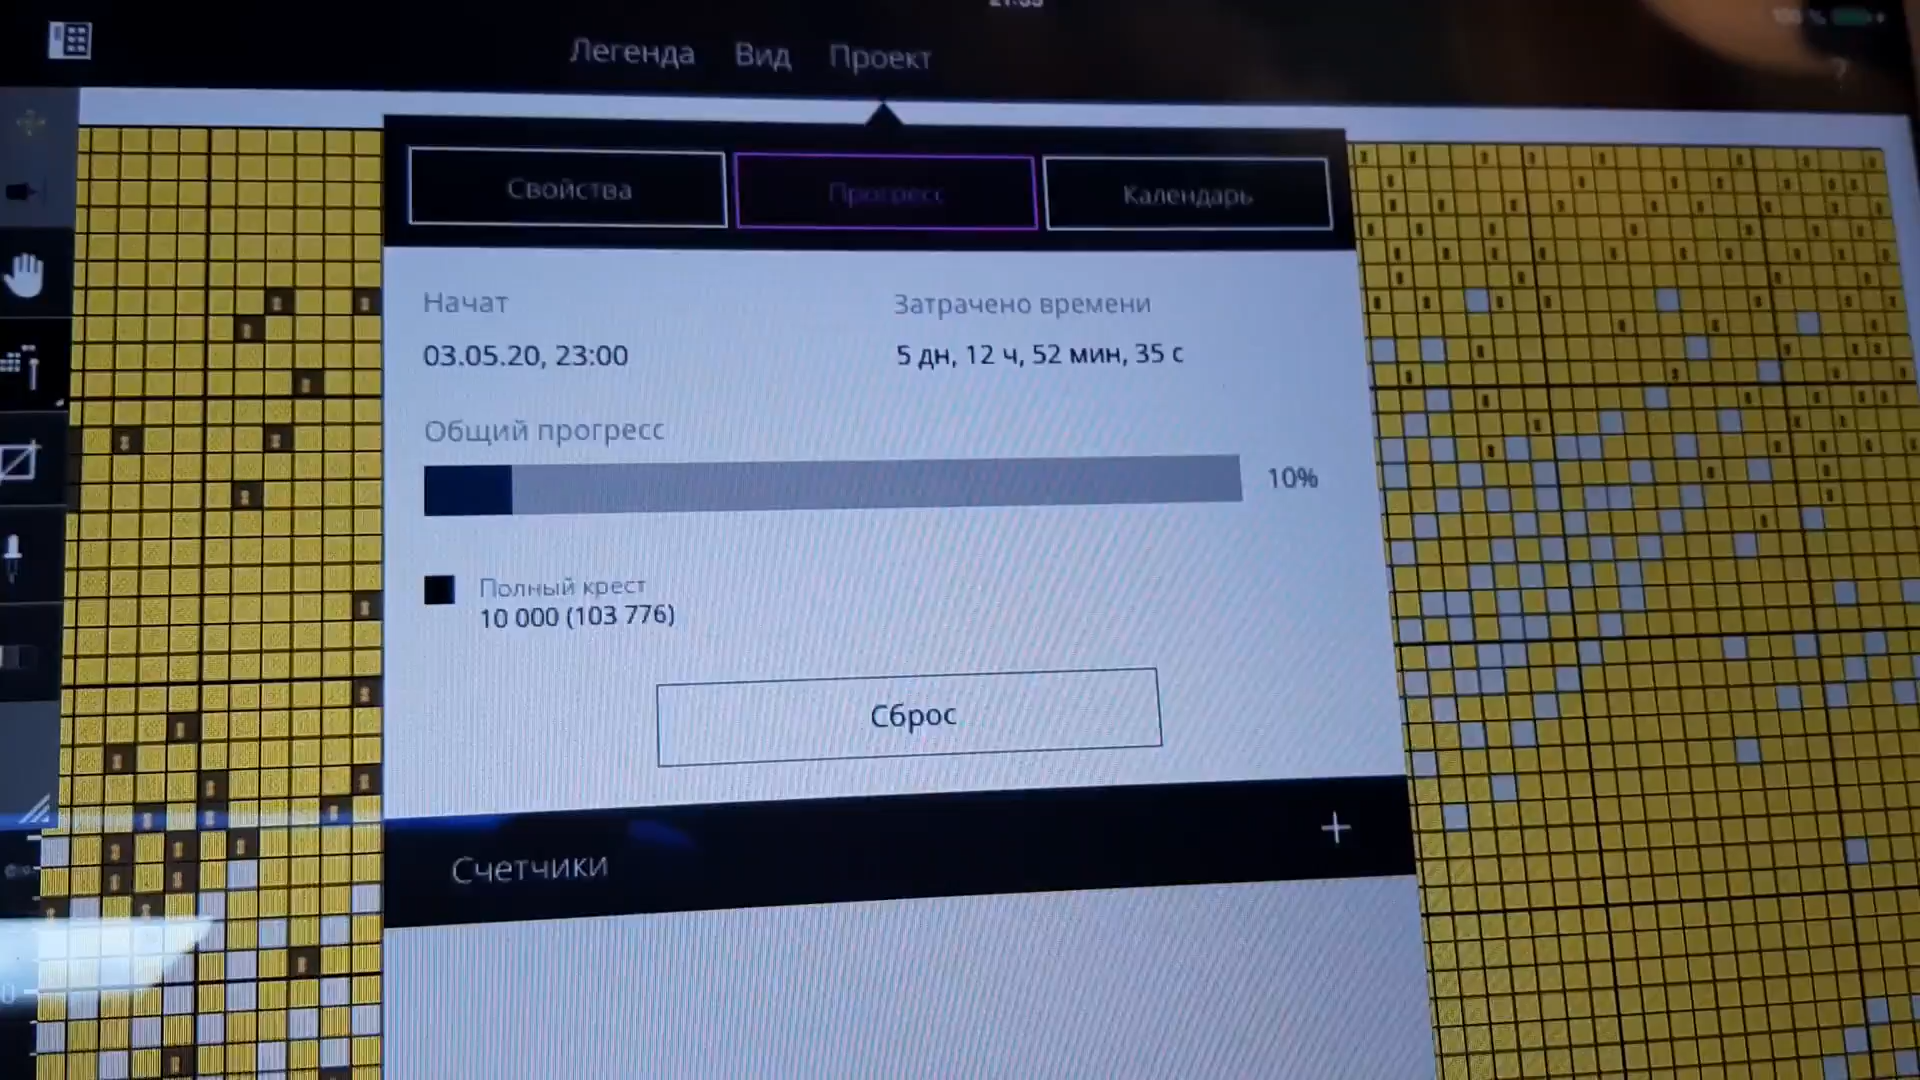 Легенда Вид Проект
?
Свойства Прогресс Календарь
Начат Затрачено времени
03.05.20, 23:00 5 дн, 12 ч, 52 мин, 35 с
Общий прогресс
10%
Полный крест
10 000 (103 776)
Сброс
Счетчики +